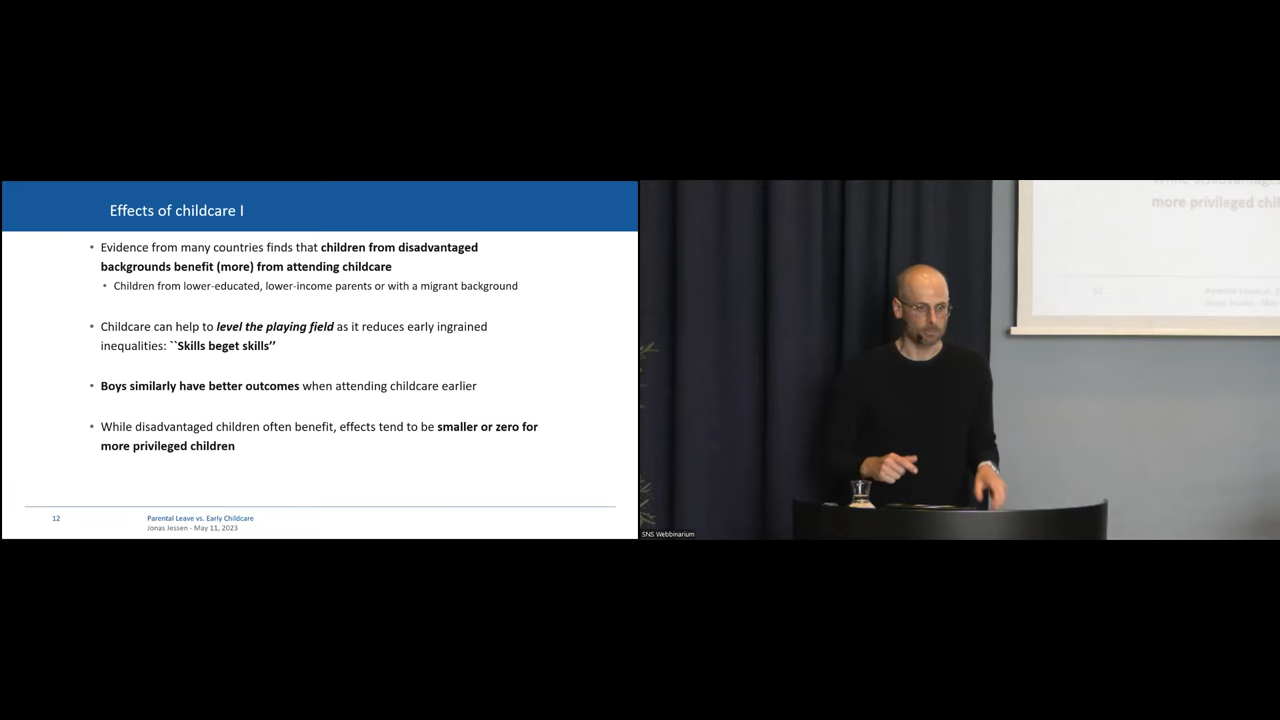 Effects of childcare I
• Evidence from many countries finds that children from disadvantaged
backgrounds benefit (more) from attending childcare
• Children from lower-educated, lower-income parents or with a migrant background
• Childcare can help to level the playing field as it reduces early ingrained
inequalities: ``Skills beget skills’’
• Boys similarly have better outcomes when attending childcare earlier
• While disadvantaged children often benefit, effects tend to be smaller or zero for
more privileged children
12
Parental Leave vs. Early Childcare
Jonas Jessen - May 11, 2023
more privileged chil
SNS Webbinarium